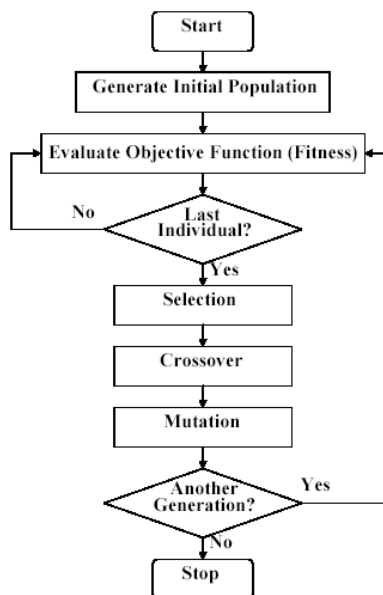 Start
Generate Initial Population
Evaluate Objective Function (Fitness)
No
Last
Individual?
Yes
Selection
Crossover
Mutation
Another
Generation?
Yes
No
Stop